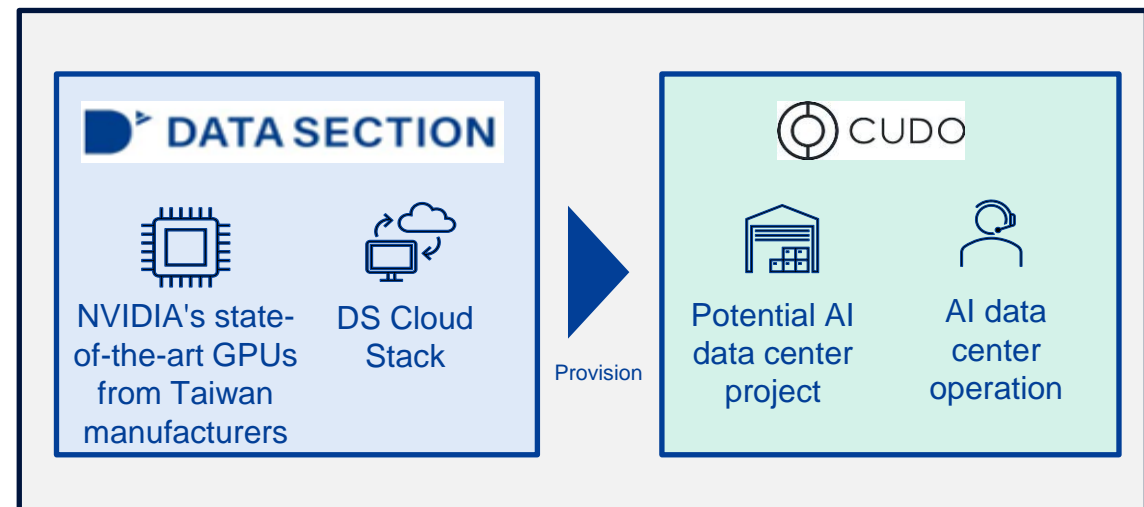 DATA SECTION
NVIDIA's state-
of-the-art GPUs
from Taiwan
manufacturers
DS Cloud
Stack
Provision
CUDO
Potential AI
data center
project
AI data
center
operation